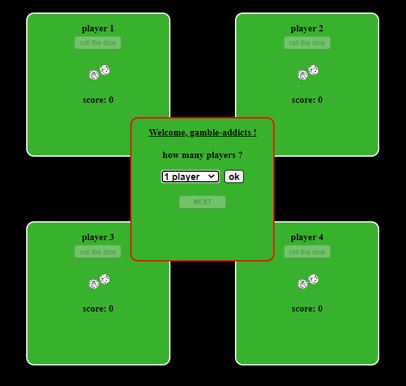 player 1
roll the dice
score: 0
player 2
roll the dice
score: 0
Welcome, gamble-addicts !
how many players ?
1 player ok
NEXT
player 3
roll the dice
score: 0
player 4
roll the dice
score: 0